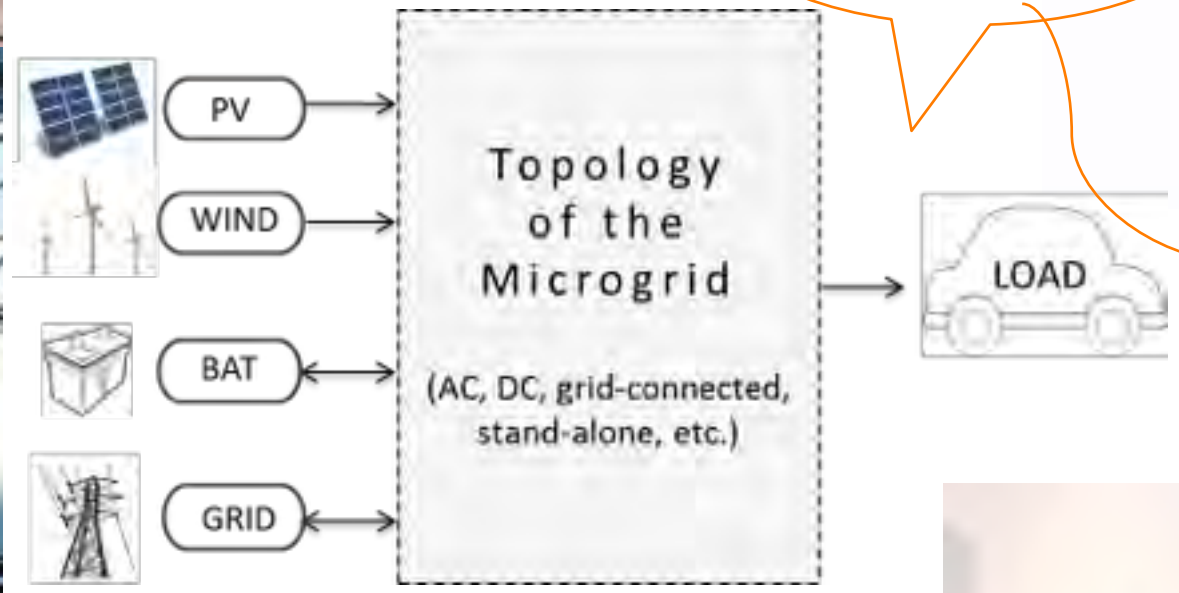 PV
WIND
BAT
GRID
Topology
of the
Microgrid
(AC, DC, grid-connected,
stand-alone, etc.)
LOAD